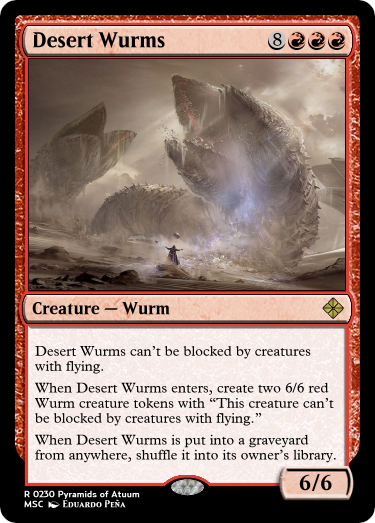 Desert Wurms 8
Creature — Wurm
Desert Wurms can't be blocked by creatures
with flying.
When Desert Wurms enters, create two 6/6 red
Wurm creature tokens with “This creature can't
be blocked by creatures with flying.”
When Desert Wurms is put into a graveyard
from anywhere, shuffle it into its owner's library.
6/6
R 0230 Pyramids of Atuum
MSC Eduardo Peña